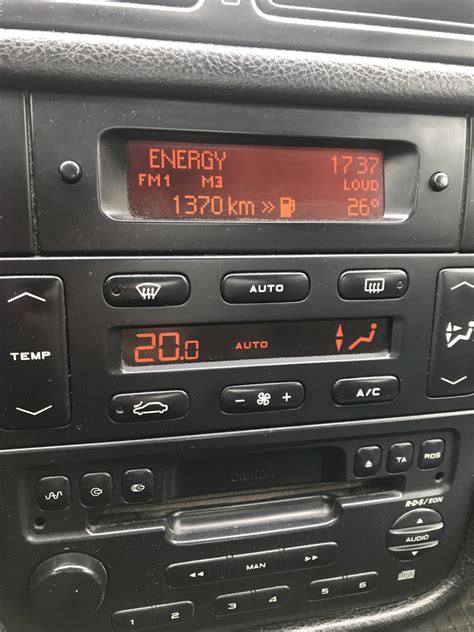 ENERGY 17 37
FM1 M3 LOUD
1370 km » 26°
AUTO
TEMP
20.0 AUTO
- +
A/C
Clarion
TA RDS
R·D·S/EON
AUDIO
◄◄ MAN ►►
1 2 3 4 5 6